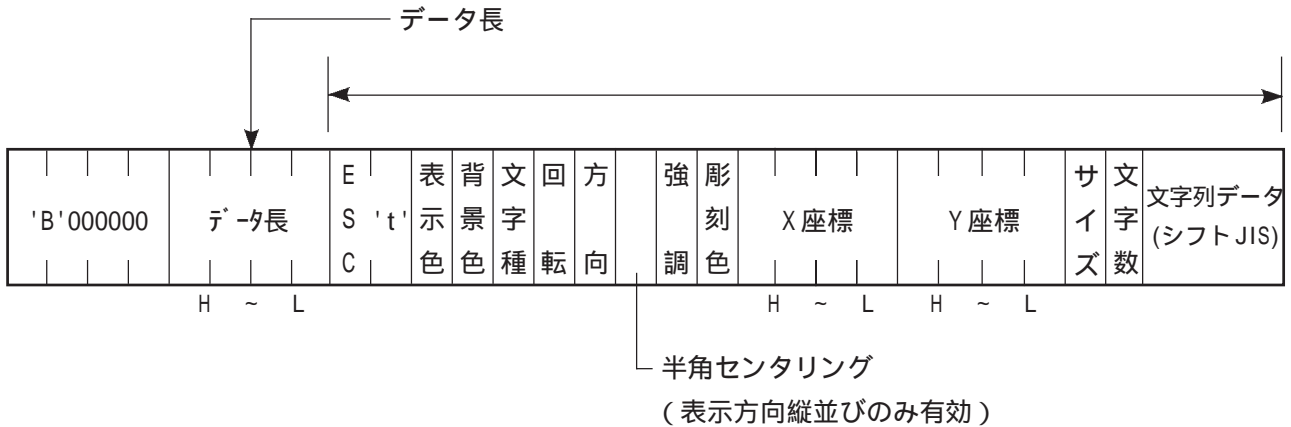 データ長
'B'000000 データ長 ESC 't' 表示色 背景色 文字種 回転 方向 強調 彫刻色 X座標 Y座標 サイズ 文字数 文字列データ
(シフトJIS)
H ~ L H ~ L H ~ L
半角センタリング
(表示方向縦並びのみ有効)